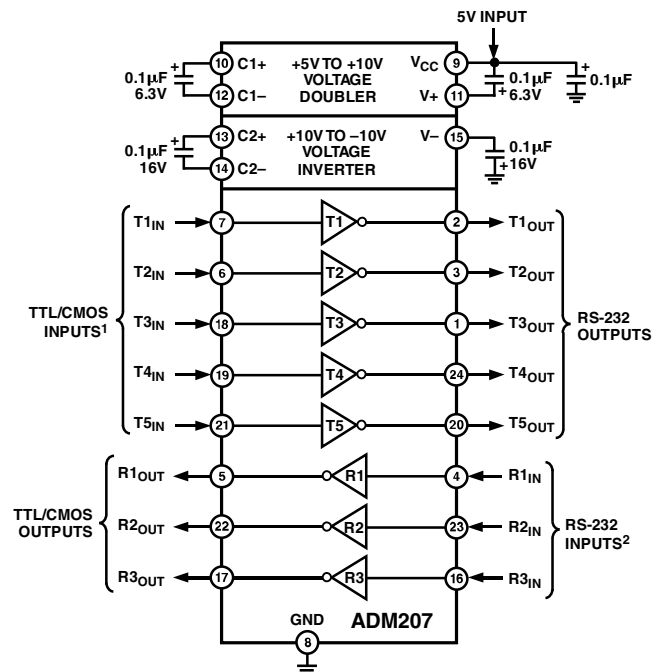 5V INPUT
0.1µF
6.3V
+
10
C1+
12
C1–
+5V TO +10V
VOLTAGE
DOUBLER
VCC
9
V+
11
+
0.1µF
6.3V
+
0.1µF
0.1µF
16V
+
13
C2+
14
C2–
+10V TO –10V
VOLTAGE
INVERTER
V–
15
0.1µF
+
16V
TTL/CMOS
INPUTS1
T1IN
7
T1
2
T1OUT
T2IN
6
T2
3
T2OUT
T3IN
18
T3
1
T3OUT
T4IN
19
T4
24
T4OUT
T5IN
21
T5
20
T5OUT
RS-232
OUTPUTS
TTL/CMOS
OUTPUTS
R1OUT
5
R1
4
R1IN
R2OUT
22
R2
23
R2IN
R3OUT
17
R3
16
R3IN
RS-232
INPUTS2
GND
8
ADM207